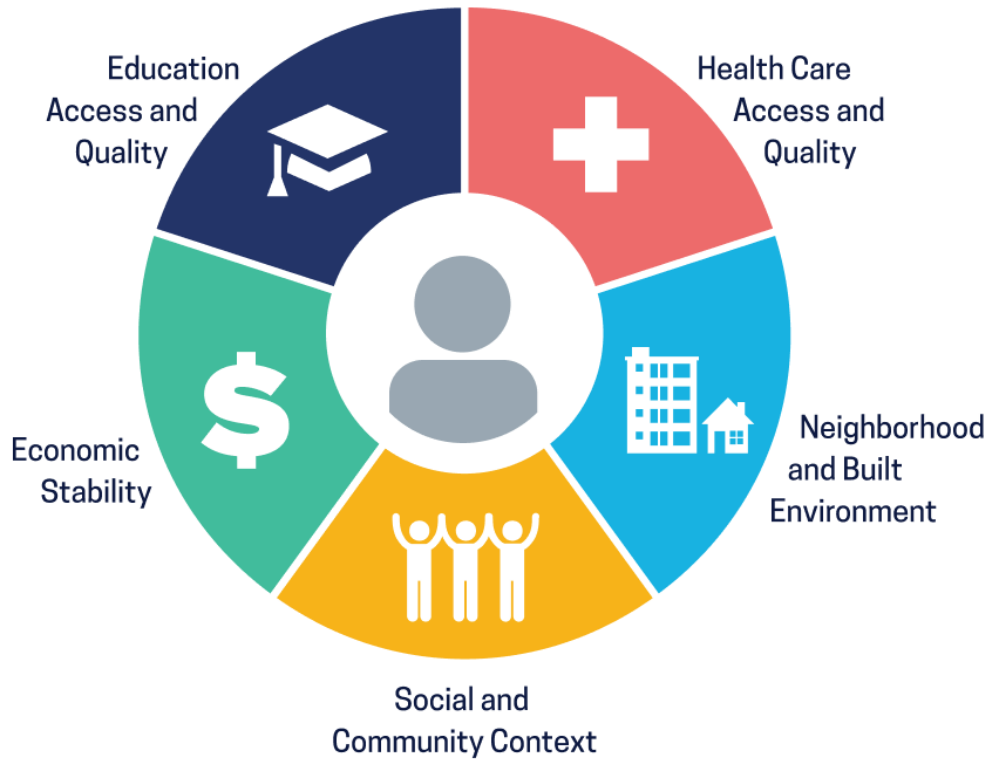 Education
Access and
Quality
Health Care
Access and
Quality
Economic
Stability
Neighborhood
and Built
Environment
Social and
Community Context